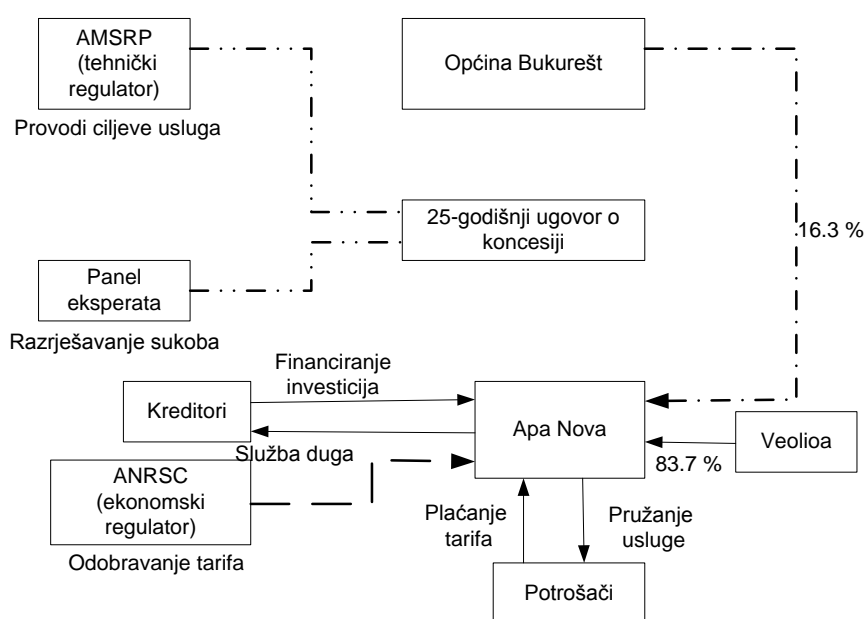 AMSRP
(tehnički
regulator)
Provodi ciljeve usluga
Općina Bukurešt
25-godišnji ugovor o
koncesiji
16.3 %
Panel
eksperata
Razrješavanje sukoba
Financiranje
investicija
Kreditori
Služba duga
Apa Nova
Veolioa
83.7 %
ANRSC
(ekonomski
regulator)
Odobravanje tarifa
Plaćanje
tarifa
Pružanje
usluge
Potrošači